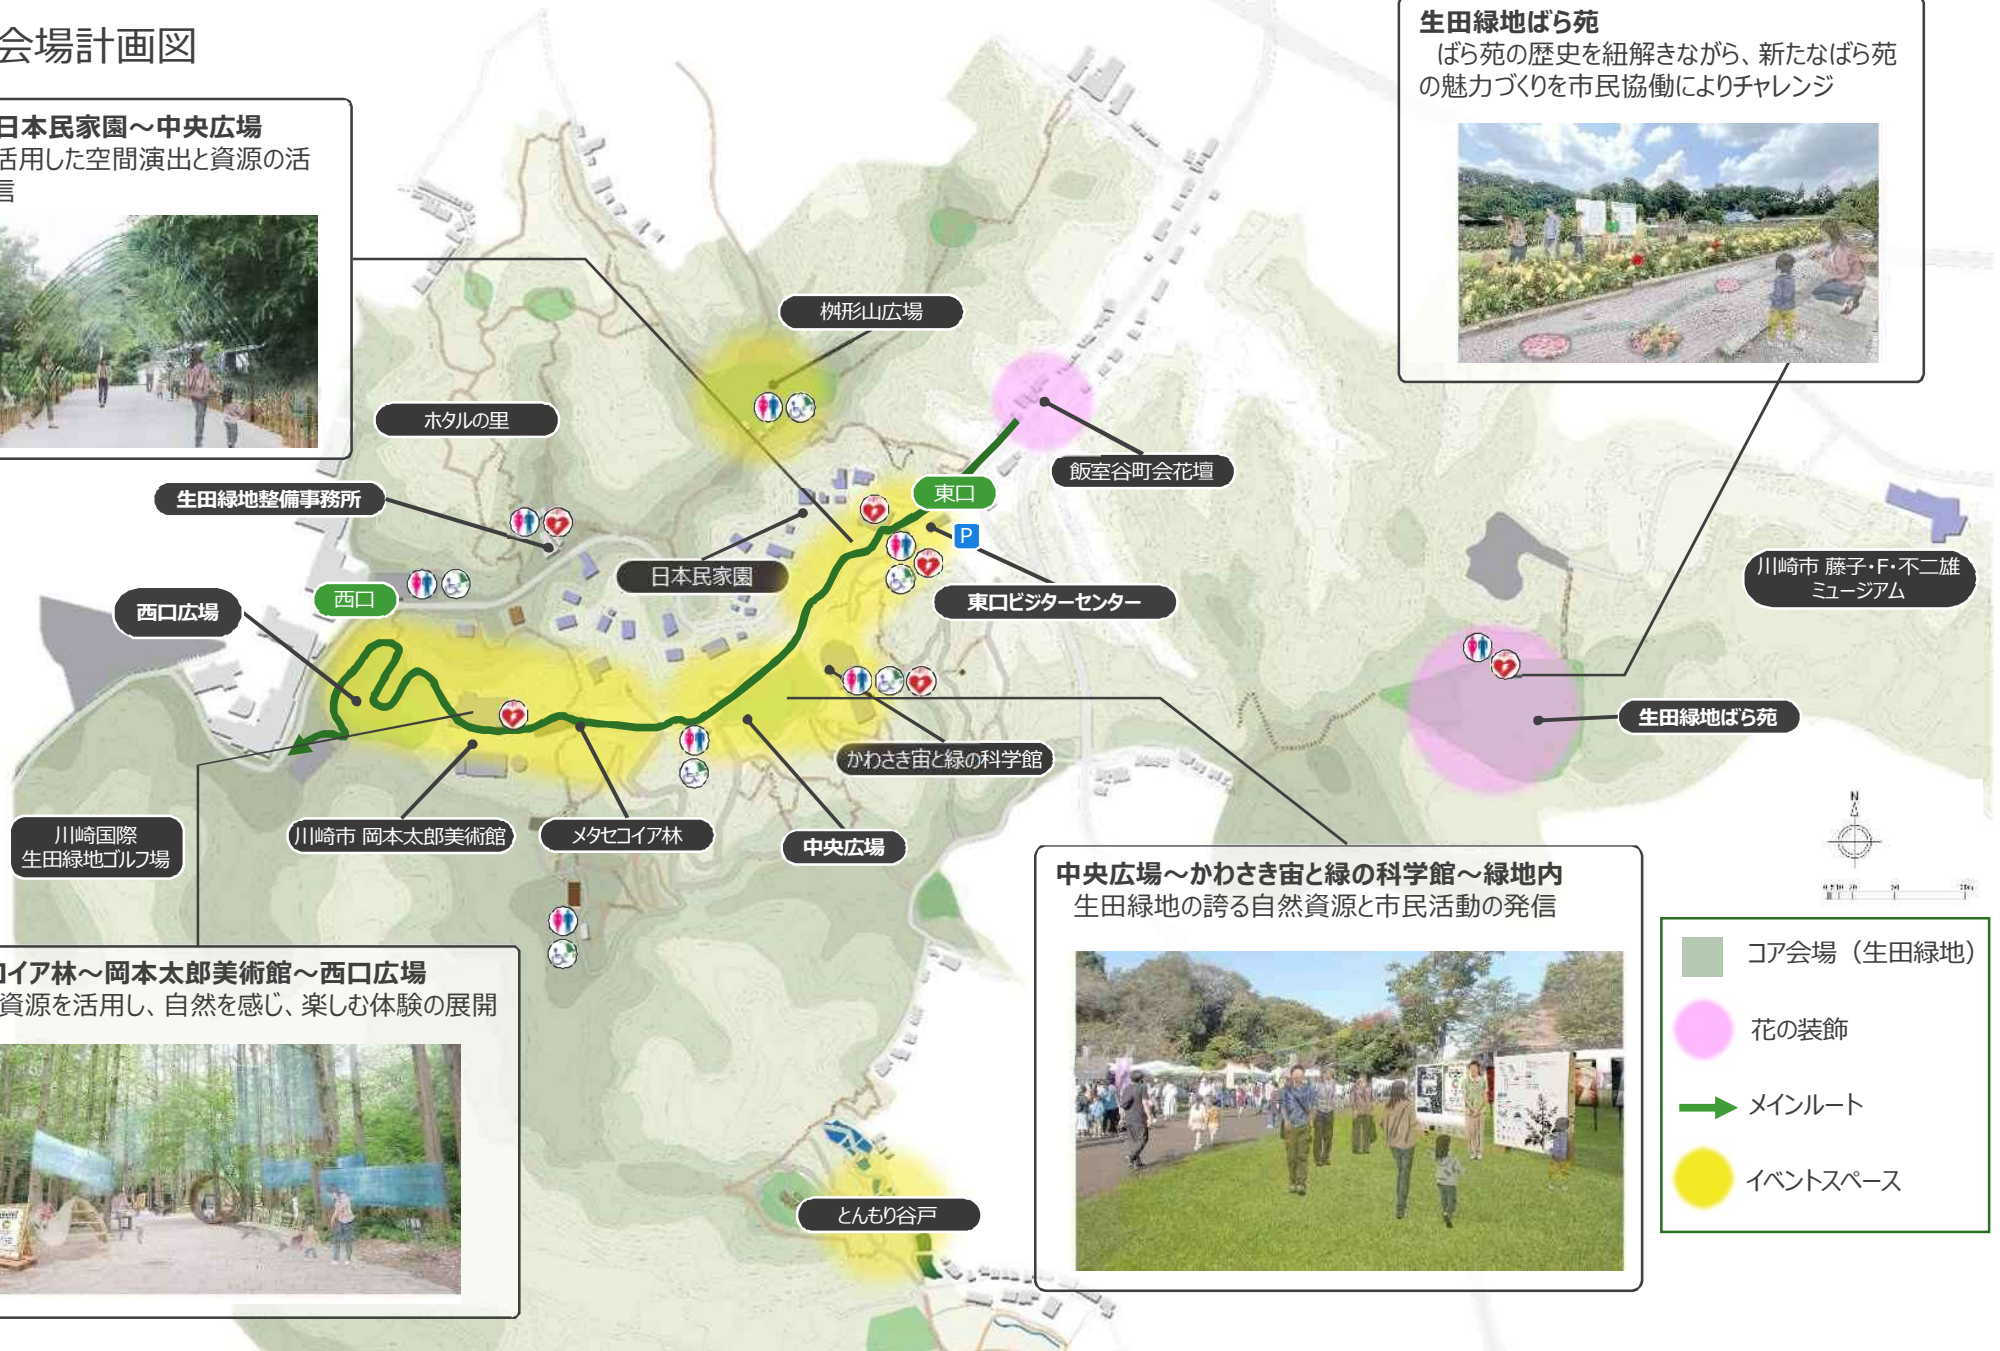 会場計画図
日本民家園～中央広場
活用した空間演出と資源の活
信
生田緑地ばら苑
ばら苑の歴史を紐解きながら、新たなばら苑
の魅力づくりを市民協働によりチャレンジ
桝形山広場
ホタルの里
飯室谷町会花壇
生田緑地整備事務所
東口
P
日本民家園
川崎市 藤子・F・不二雄
ミュージアム
西口
西口広場
東口ビジターセンター
生田緑地ばら苑
かわさき宙と緑の科学館
川崎国際
生田緑地ゴルフ場
川崎市 岡本太郎美術館
メタセコイア林
中央広場
N
中央広場～かわさき宙と緑の科学館～緑地内
生田緑地の誇る自然資源と市民活動の発信
コイア林～岡本太郎美術館～西口広場
資源を活用し、自然を感じ、楽しむ体験の展開
とんもり谷戸
コア会場（生田緑地）
花の装飾
メインルート
イベントスペース